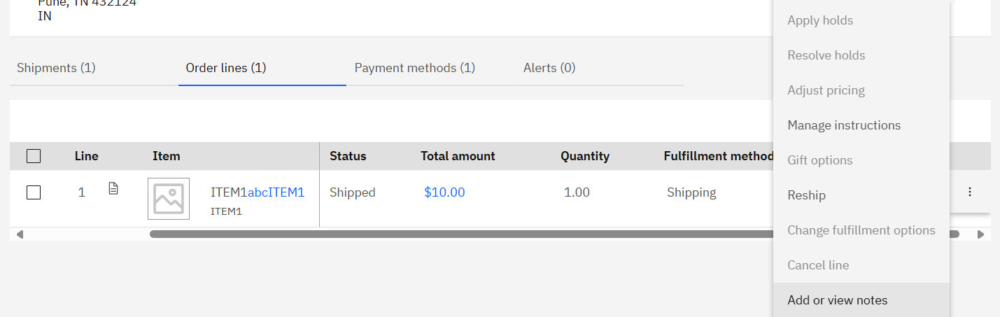 Pune, TN 432124
IN
Shipments (1)
Order lines (1)
Payment methods (1)
Alerts (0)
Line
Item
Status
Total amount
Quantity
Fulfillment method
1
ITEM1abcITEM1
ITEM1
Shipped
$10.00
1.00
Shipping
Apply holds
Resolve holds
Adjust pricing
Manage instructions
Gift options
Reship
Change fulfillment options
Cancel line
Add or view notes